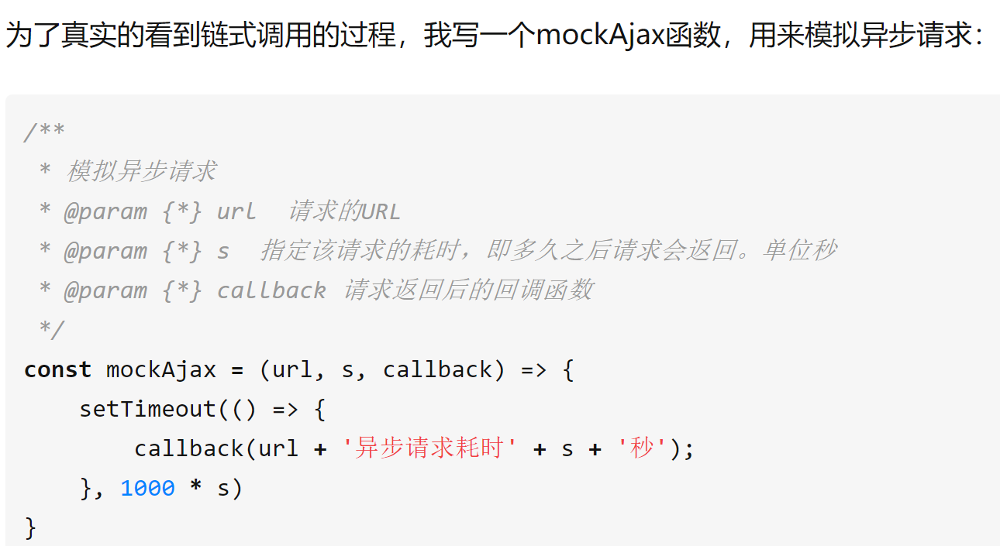 为了真实的看到链式调用的过程，我写一个mockAjax函数，用来模拟异步请求：
/**
 * 模拟异步请求
 * @param {*} url  请求的URL
 * @param {*} s  指定该请求的耗时，即多久之后请求会返回。单位秒
 * @param {*} callback 请求返回后的回调函数
 */
const mockAjax = (url, s, callback) => {
    setTimeout(() => {
        callback(url + '异步请求耗时' + s + '秒');
    }, 1000 * s)
}